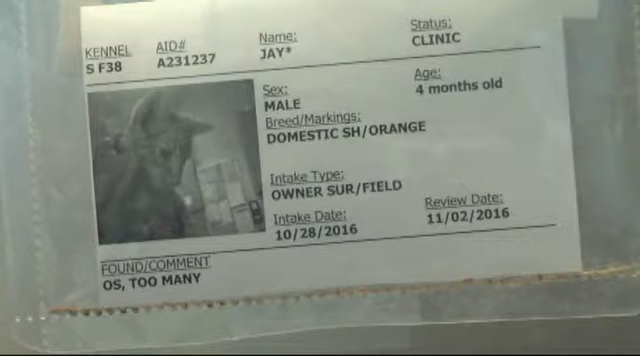 KENNEL AID# Name: Status:
S F38 A231237 JAY* CLINIC
Sex: Age:
MALE 4 months old
Breed/Markings:
DOMESTIC SH/ORANGE
Intake Type:
OWNER SUR/FIELD
Intake Date: Review Date:
10/28/2016 11/02/2016
FOUND/COMMENT
OS, TOO MANY